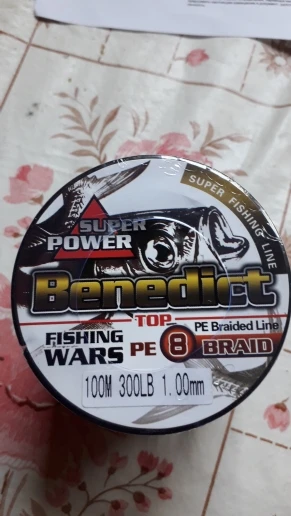 SUPER FISHING LINE
SUPER
POWER
Benedict
TOP
PE Braided Line
FISHING
WARS PE 8 BRAID
100M 300LB 1.00mm